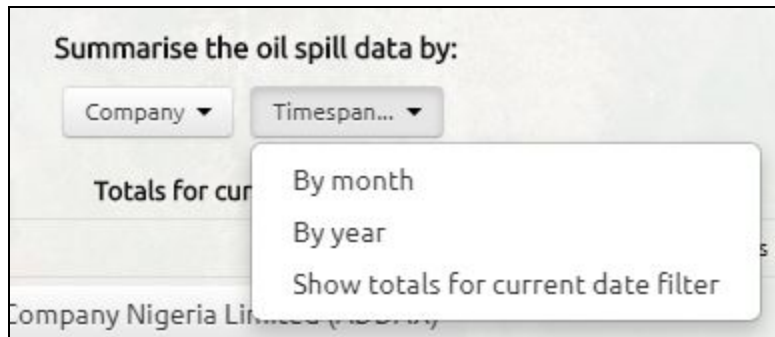 Summarise the oil spill data by:
Company Timespan...
By month
Totals for cur
By year
s
Show totals for current date filter
Company Nigeria Limited (ADDAX)